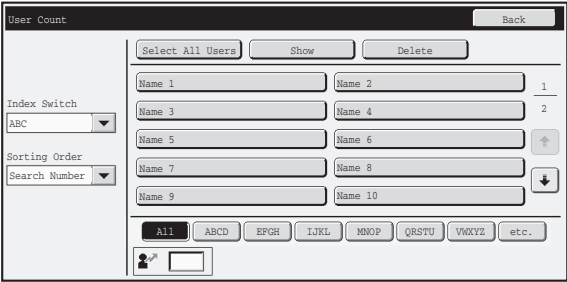 User Count Back
Select All Users Show Delete
Name 1 Name 2
1
Index Switch
Name 3 Name 4
2
ABC
Name 5 Name 6
Sorting Order
Name 7 Name 8
Search Number
Name 9 Name 10
All ABCD EFGH IJKL MNOP QRSTU VWXYZ etc.